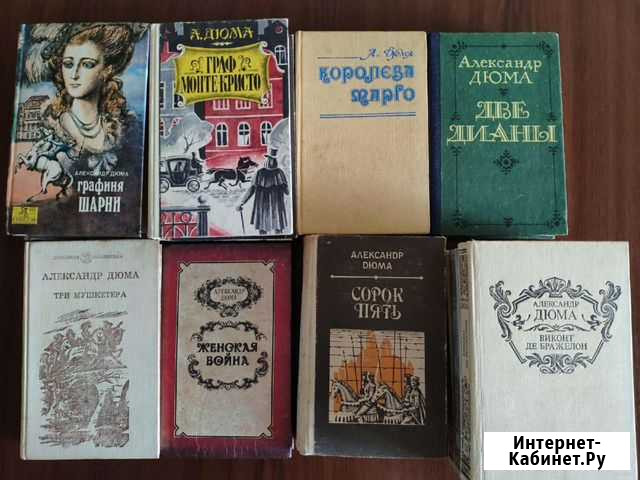 АЛЕКСАНДР ДЮМА
ГРАФИНЯ
ШАРНИ
А. ДЮМА
ГРАФ
МОНТЕ-КРИСТО
А. Дюма
КОРОЛЕВА
МАРГО
АЛЕКСАНДР
ДЮМА
ДВЕ
ДИАНЫ
АЛЕКСАНДР ДЮМА
ТРИ МУШКЕТЕРА
АЛЕКСАНДР
ДЮМА
ЖЕНСКАЯ
ВОЙНА
АЛЕКСАНДР
ДЮМА
СОРОК
ПЯТЬ
АЛЕКСАНДР
ДЮМА
ВИКОНТ
ДЕ БРАЖЕЛОН
Интернет-
Кабинет.Ру